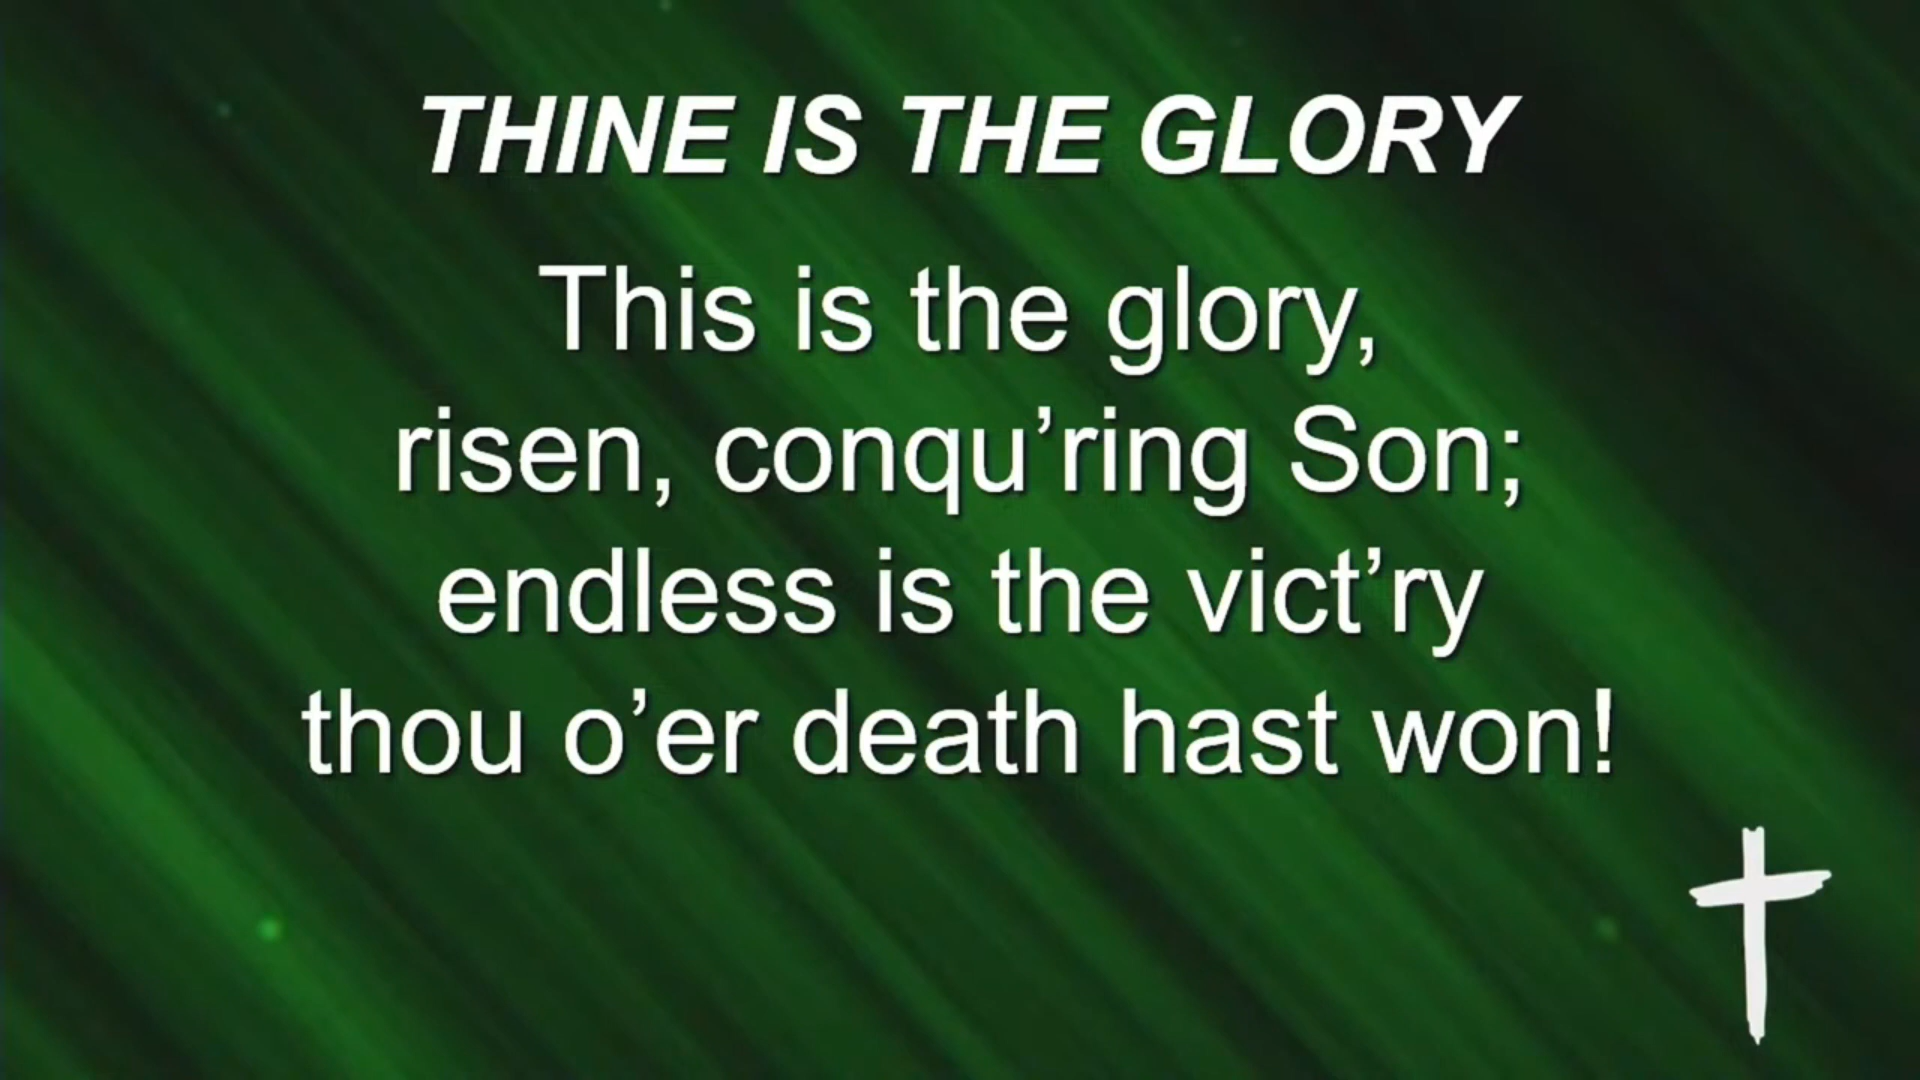 THINE IS THE GLORY
This is the glory,
risen, conqu’ring Son;
endless is the vict’ry
thou o’er death hast won!